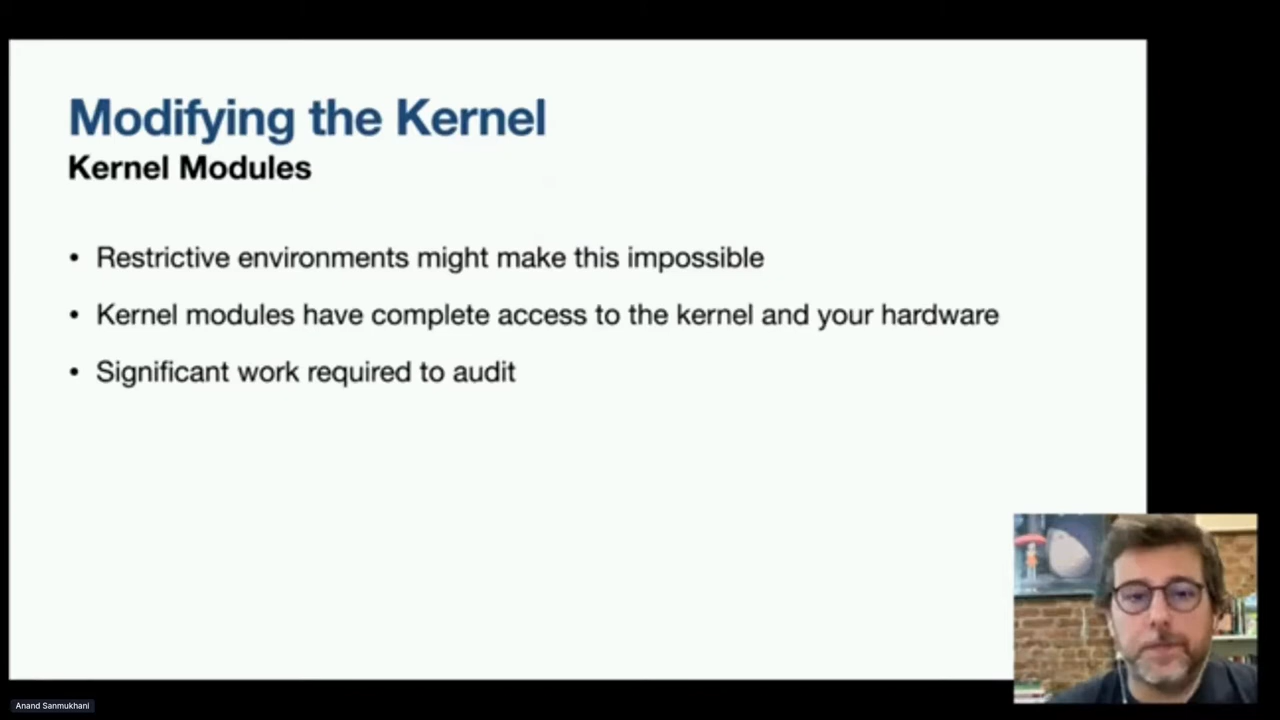 Modifying the Kernel
Kernel Modules
• Restrictive environments might make this impossible
• Kernel modules have complete access to the kernel and your hardware
• Significant work required to audit
Anand Sanmukhani